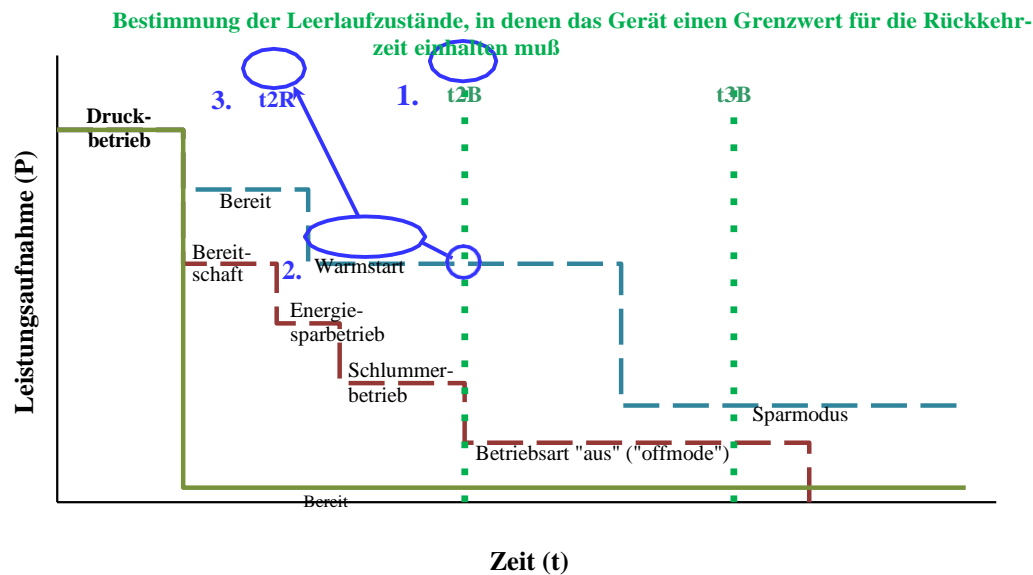 Bestimmung der Leerlaufzustände, in denen das Gerät einen Grenzwert für die Rückkehr-
zeit einhalten muß
3.
t2R
1.
t2B
t3B
Druck-
betrieb
Bereit
Bereit-
schaft
2.
Warmstart
Energie-
sparbetrieb
Schlummer-
betrieb
Sparmodus
Betriebsart "aus" ("offmode")
Bereit
Leistungsaufnahme (P)
Zeit (t)